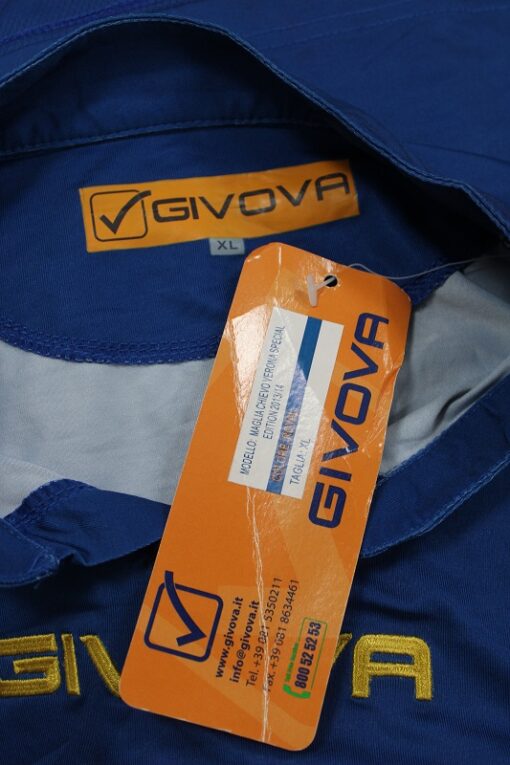 GIVOVA
XL
GIVOVA
MODELLO: MAGLIA CHIEVO VERONA SPECIAL
EDITION 2013/14
TAGLIA: XL
www.givova.it
info@givova.it
Tel. +39 081 5350211
Fax. +39 081 8634461
800 52 52 53
GIVOVA